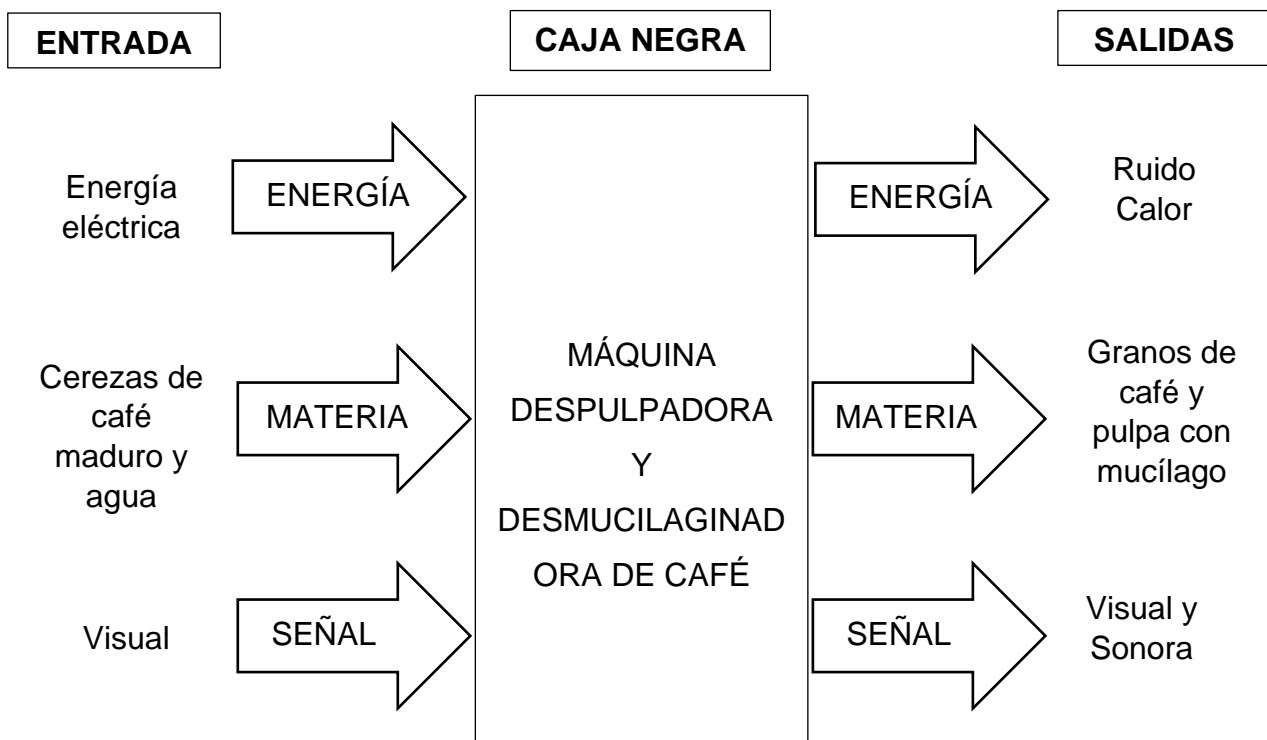 ENTRADA
CAJA NEGRA
SALIDAS
Energía
eléctrica
ENERGÍA
ENERGÍA
Ruido
Calor
Cerezas de
café
maduro y
agua
MATERIA
MÁQUINA
DESPULPADORA
Y
DESMUCILAGINAD
ORA DE CAFÉ
MATERIA
Granos de
café y
pulpa con
mucílago
Visual
SEÑAL
SEÑAL
Visual y
Sonora